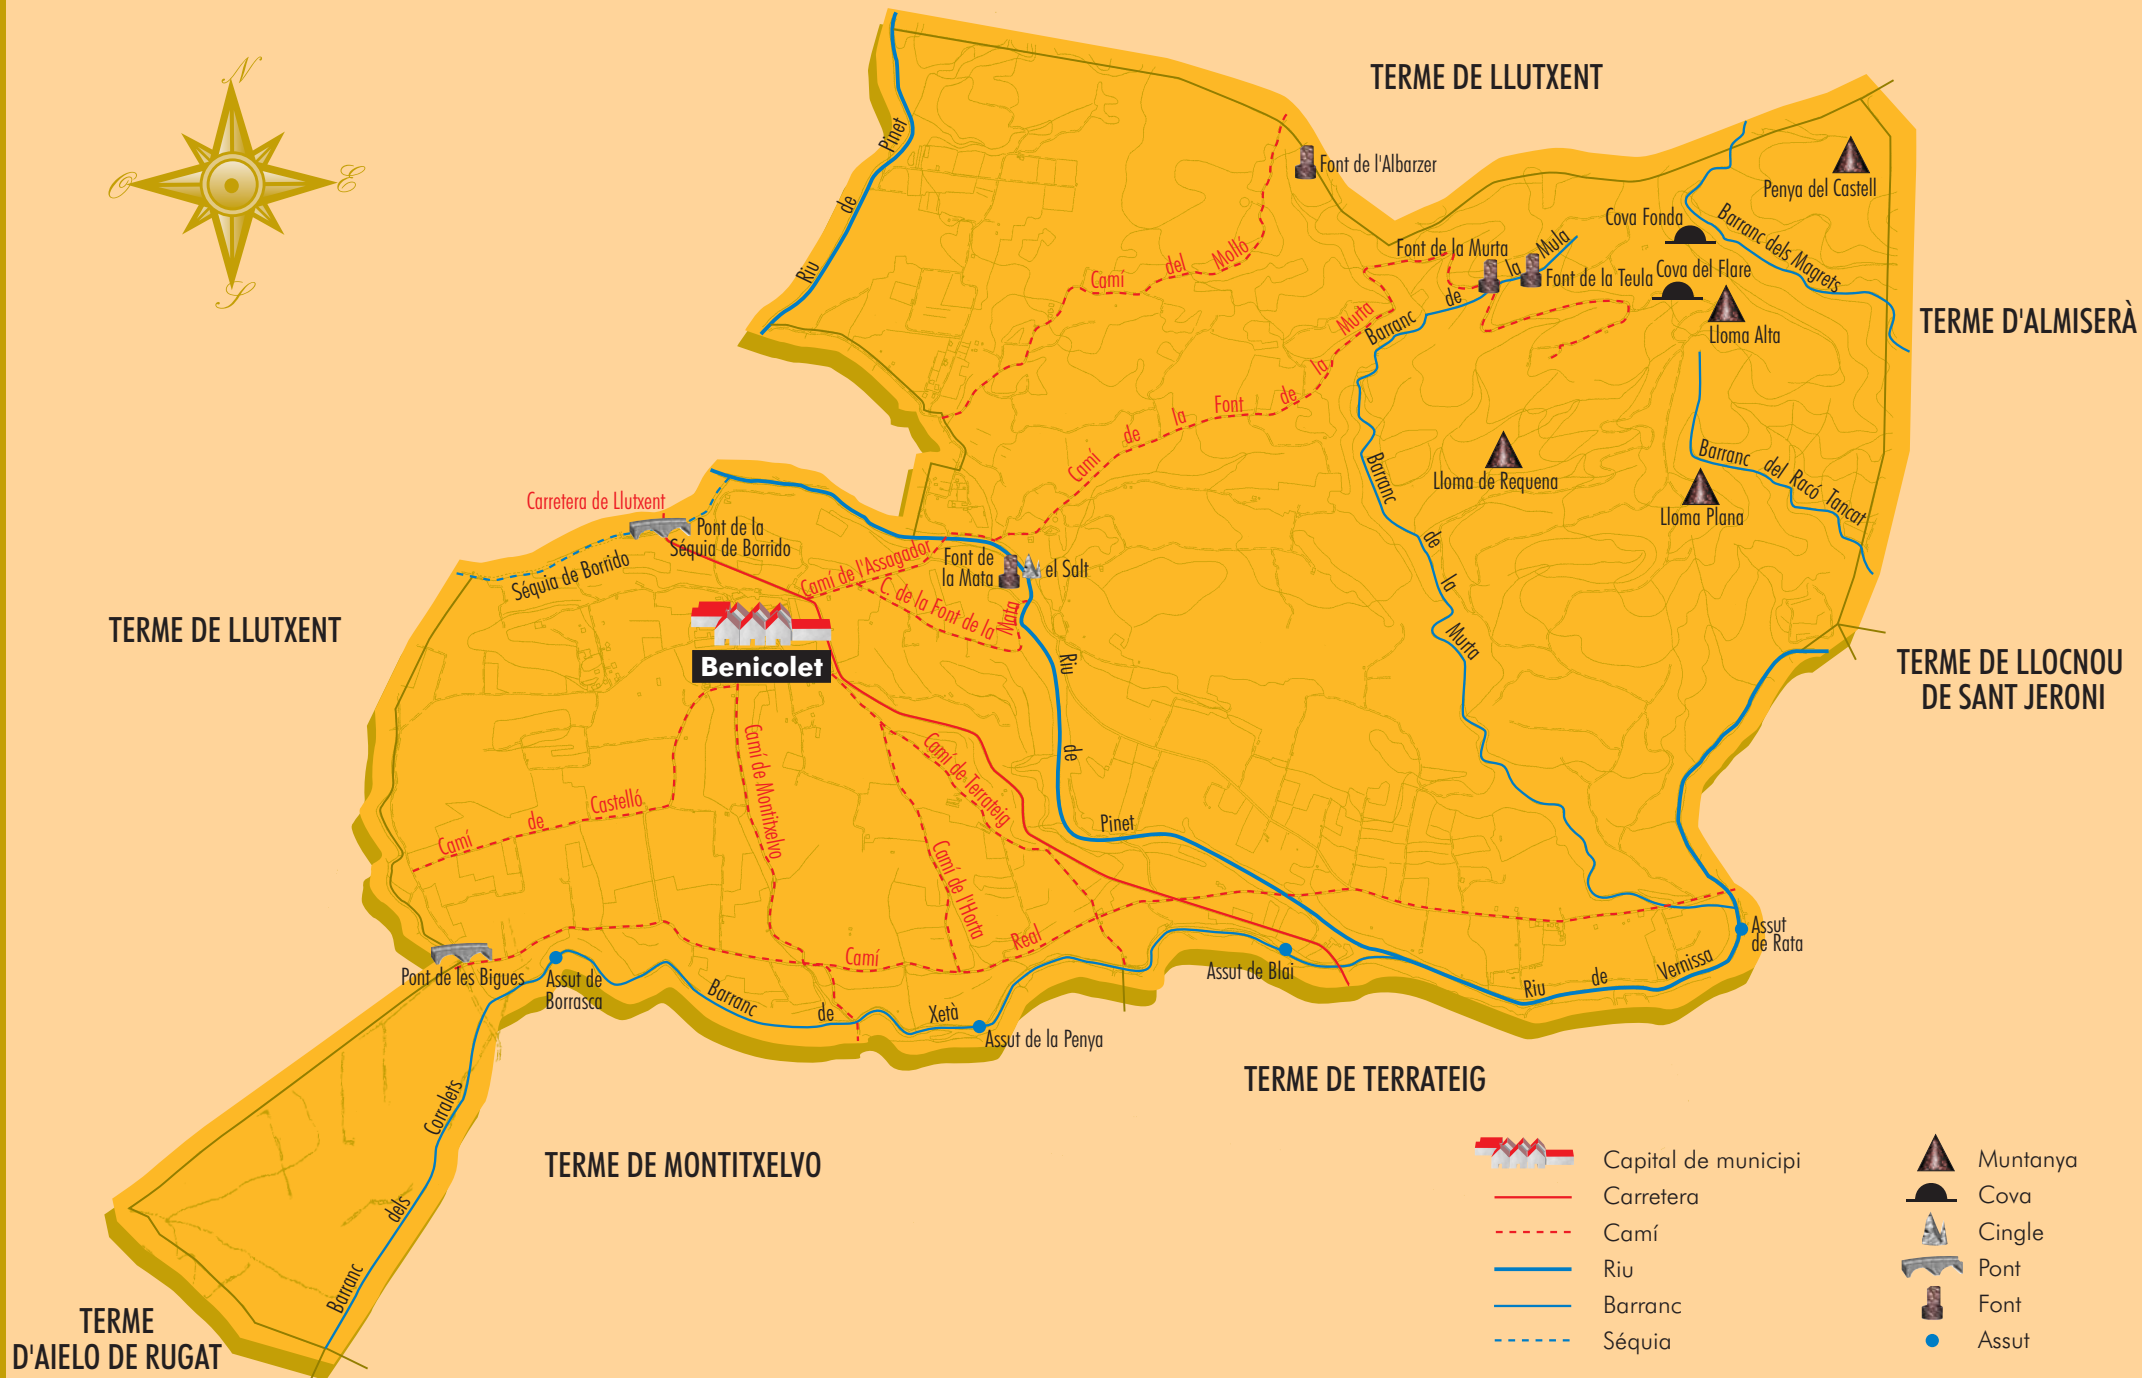 N
O
E
S
TERME DE LLUTXENT
Riu de Pinet
Font de l'Albarzer
Penya del Castell
Cova Fonda
Barranc dels Magrets
Camí del Molló
Font de la Murta
Barranc de la Mula
Font de la Teula
Cova del Flare
Lloma Alta
TERME D'ALMISERÀ
Camí de la Font de la Murta
Lloma de Requena
Barranc del Racó Tancat
Lloma Plana
Carretera de Llutxent
Pont de la
Séquia de Borrido
Séquia de Borrido
Camí de l'Assagador
Font de
la Mata
el Salt
C. de la Font de la Mata
Barranc de la Murta
TERME DE LLUTXENT
Benicolet
Riu de Pinet
TERME DE LLOCNOU
DE SANT JERONI
Camí de Castelló
Camí de Montitxelvo
Camí de Terrateig
Camí de l'Horta
Camí Real
Pont de les Bigues
Assut de
Borrasca
Barranc de Xetà
Assut de la Penya
Assut de Blai
Riu de Vernissa
Assut
de Rata
Barranc dels Corralets
TERME DE TERRATEIG
TERME DE MONTITXELVO
TERME
D'AIELO DE RUGAT
Capital de municipi
Carretera
Camí
Riu
Barranc
Séquia
Muntanya
Cova
Cingle
Pont
Font
Assut